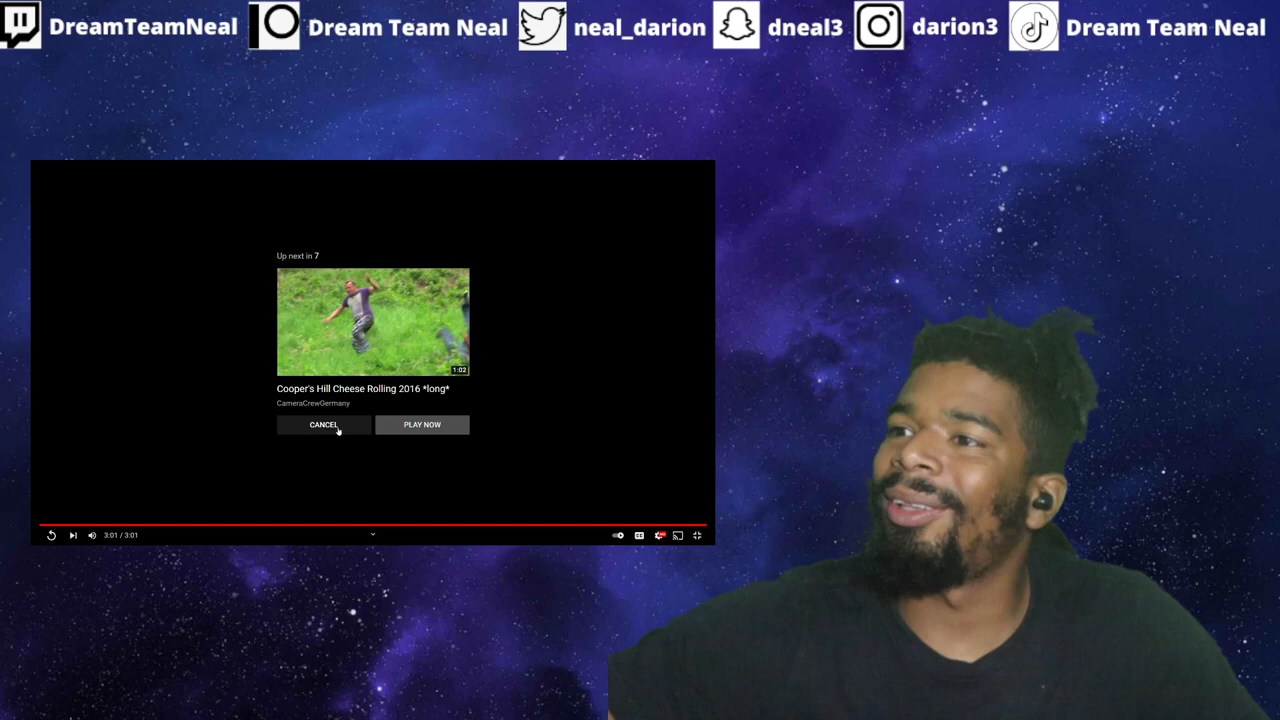 DreamTeamNeal Dream Team Neal neal_darion dneal3 darion3 Dream Team Neal
Up next in 7
1:02
Cooper's Hill Cheese Rolling 2016 *long*
CameraCrewGermany
CANCEL PLAY NOW
3:01 / 3:01